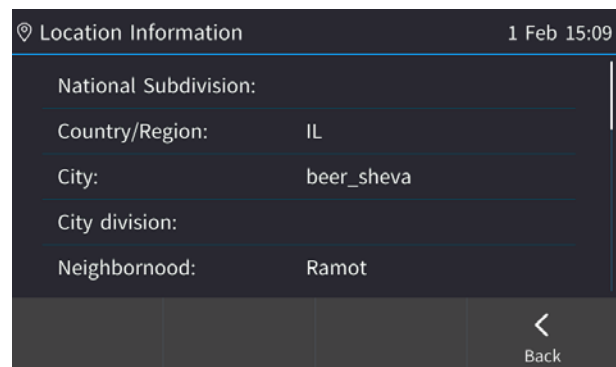 Location Information 1 Feb 15:09
National Subdivision:
Country/Region: IL
City: beer_sheva
City division:
Neighbornood: Ramot
Back